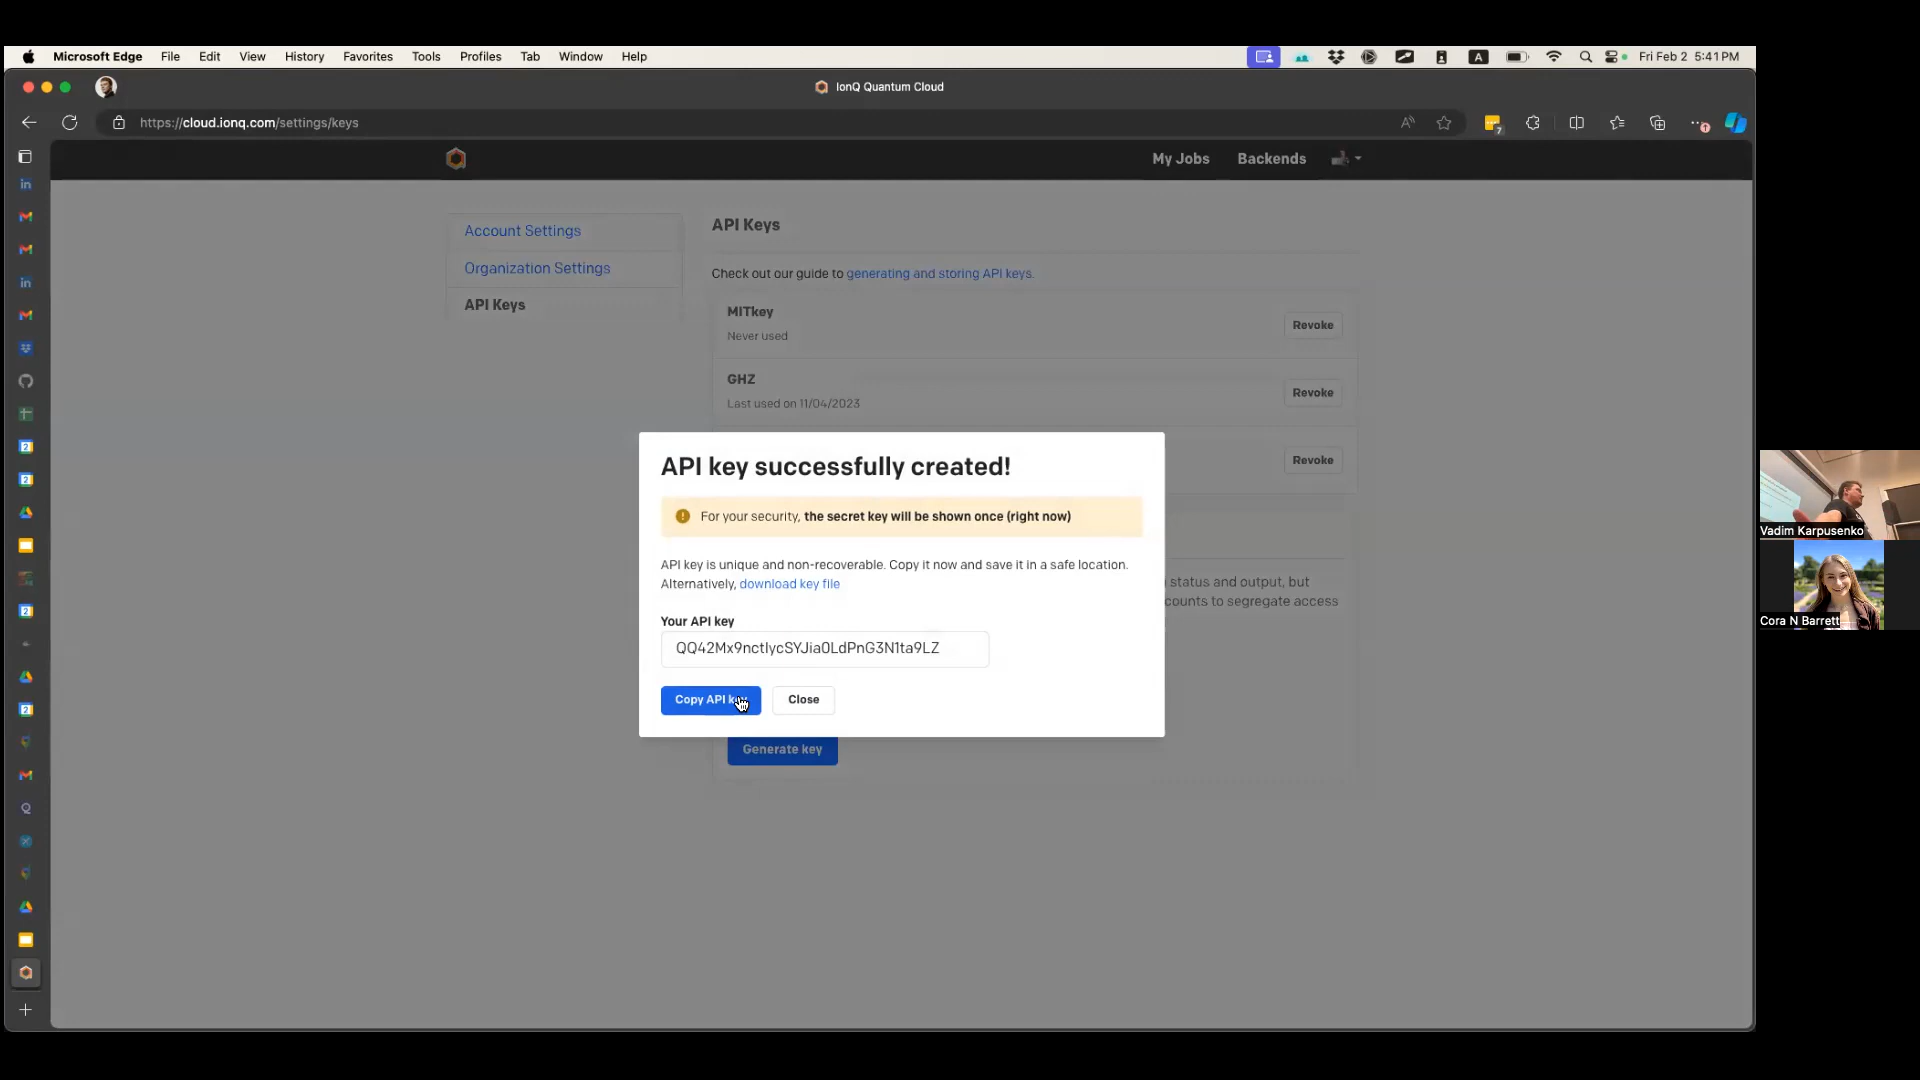 Microsoft Edge File Edit View History Favorites Tools Profiles Tab Window Help
A
Fri Feb 2 5:41PM
IonQ Quantum Cloud
https://cloud.ionq.com/settings/keys
7
My Jobs Backends
Account Settings
Organization Settings
API Keys
API Keys
Check out our guide to generating and storing API keys.
MITkey
Never used
Revoke
GHZ
Last used on 11/04/2023
Revoke
Revoke
API key successfully created!
For your security, the secret key will be shown once (right now)
API key is unique and non-recoverable. Copy it now and save it in a safe location.
Alternatively, download key file
Your API key
Copy API
Close
status and output, but
counts to segregate access
Generate key
Vadim Karpusenko
Cora N Barrett